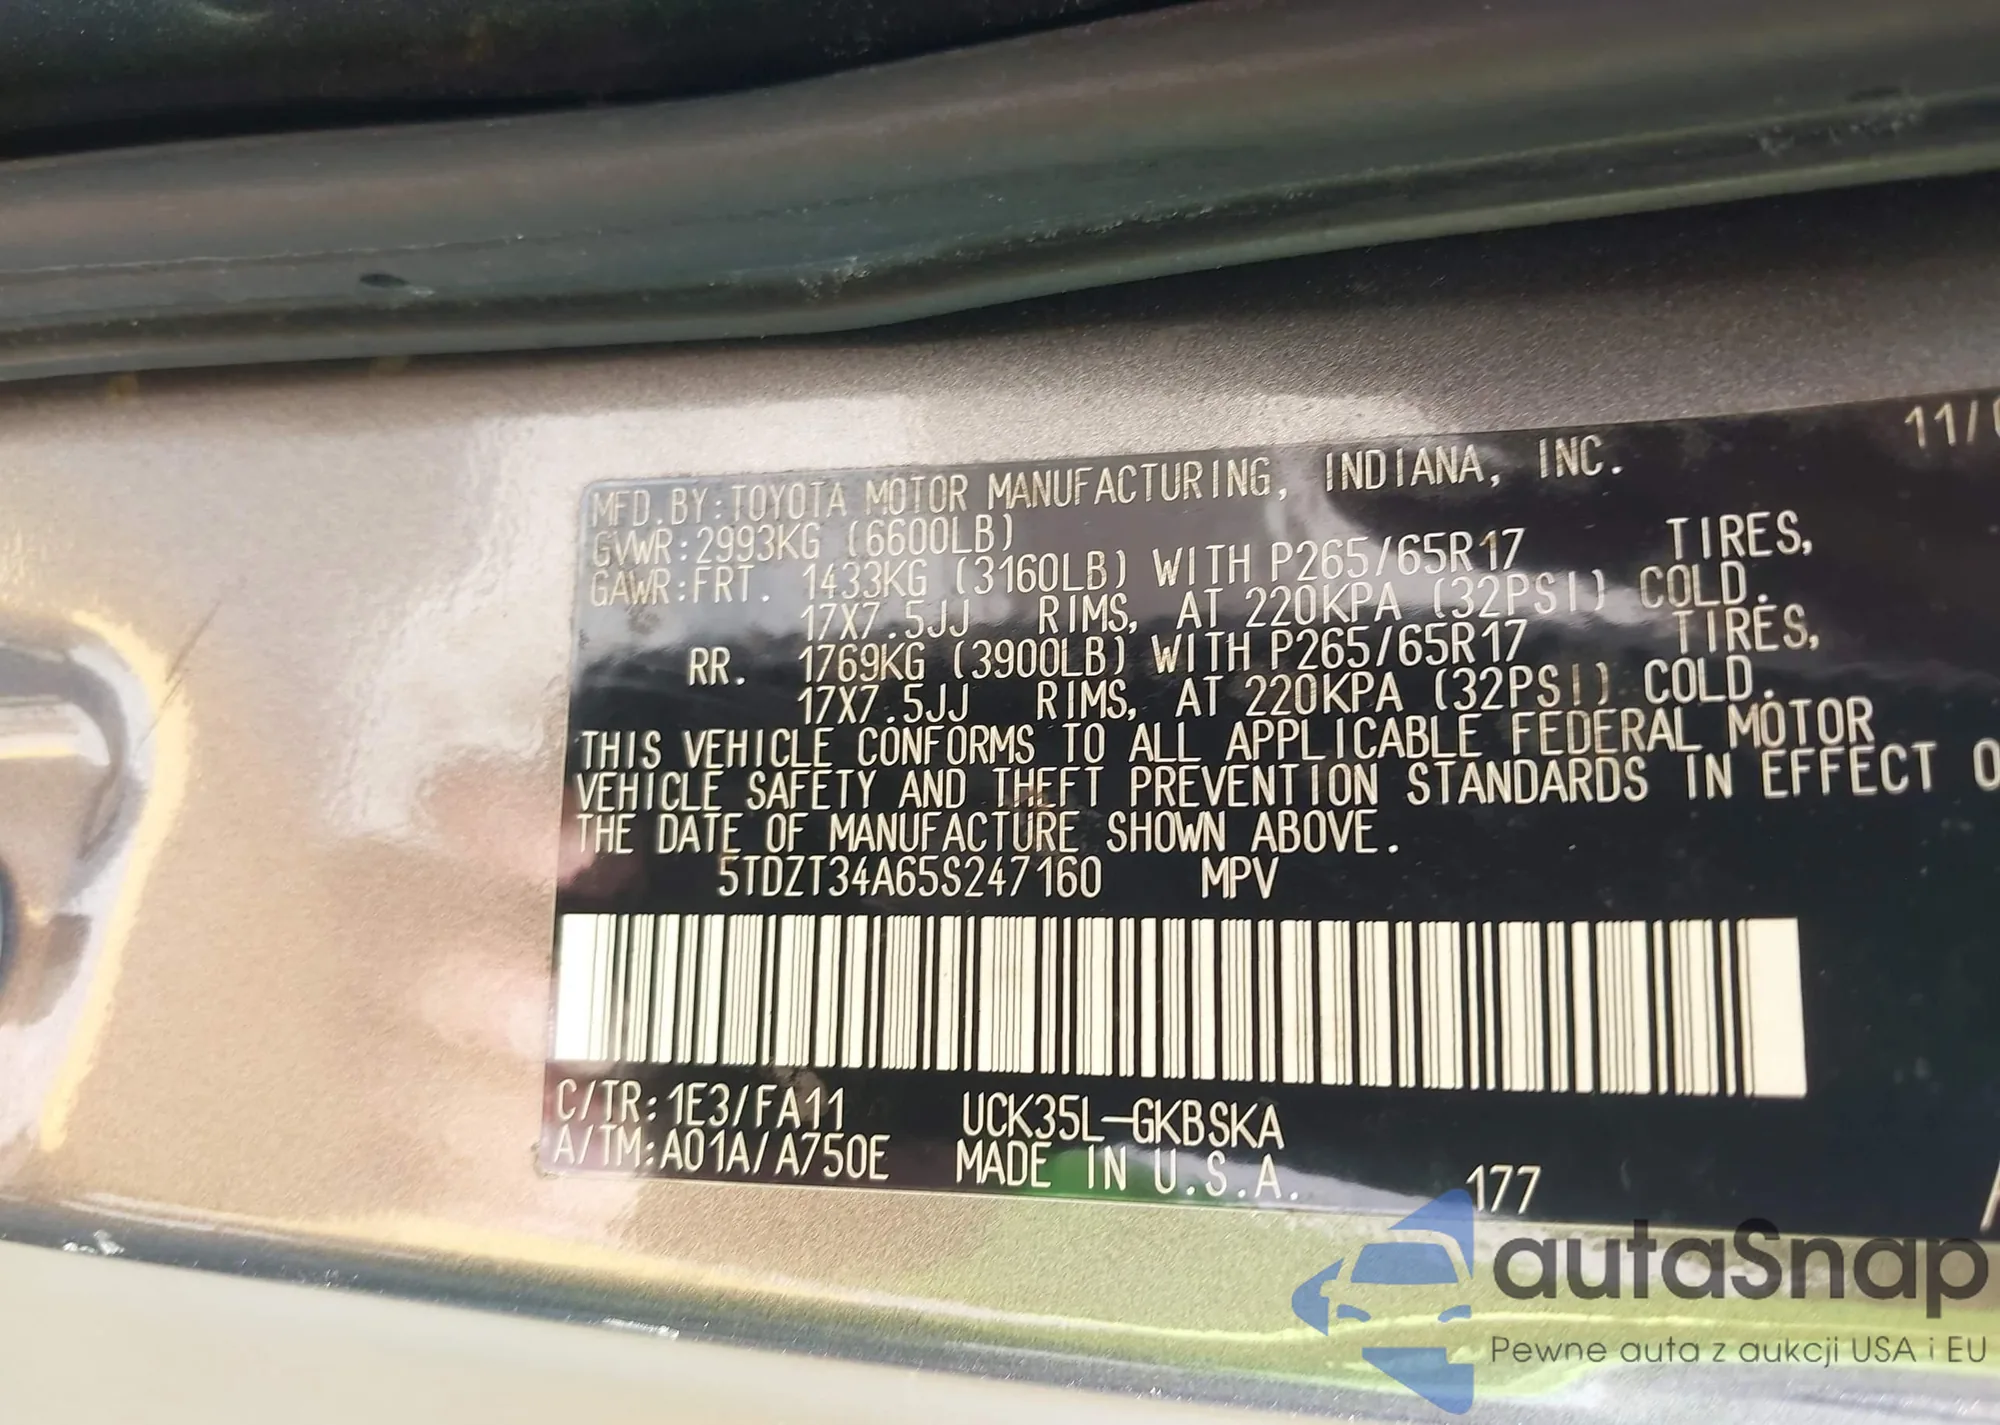 11/
MFD.BY:TOYOTA MOTOR MANUFACTURING, INDIANA, INC.
GVWR:2993KG (6600LB)
GAWR:FRT. 1433KG (3160LB) WITH P265/65R17 TIRES,
17X7.5JJ RIMS, AT 220KPA (32PSI) COLD.
RR. 1769KG (3900LB) WITH P265/65R17 TIRES,
17X7.5JJ RIMS, AT 220KPA (32PSI) COLD.
THIS VEHICLE CONFORMS TO ALL APPLICABLE FEDERAL MOTOR
VEHICLE SAFETY AND THEFT PREVENTION STANDARDS IN EFFECT O
THE DATE OF MANUFACTURE SHOWN ABOVE.
5TDZT34A65S247160 MPV
C/TR:1E3/FA11 UCK35L-GKBSKA
A/TM:A01A/A750E MADE IN U.S.A. 177
autaSnap
Pewne auta z aukcji USA i EU